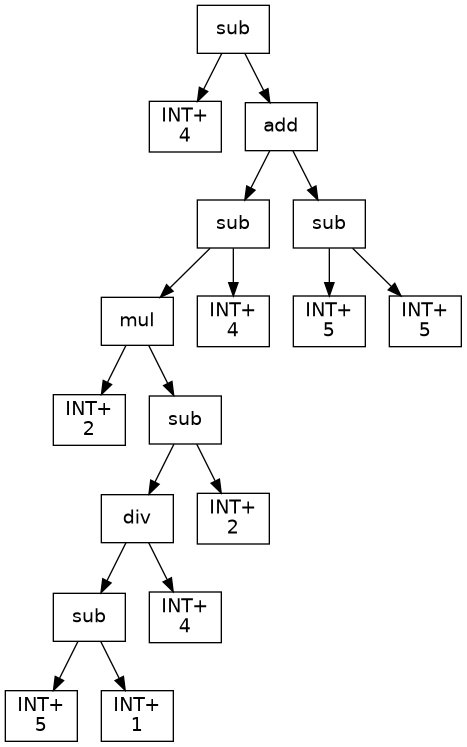 sub
INT+
4
add
sub
sub
mul
INT+
4
INT+
5
INT+
5
INT+
2
sub
div
INT+
2
sub
INT+
4
INT+
5
INT+
1